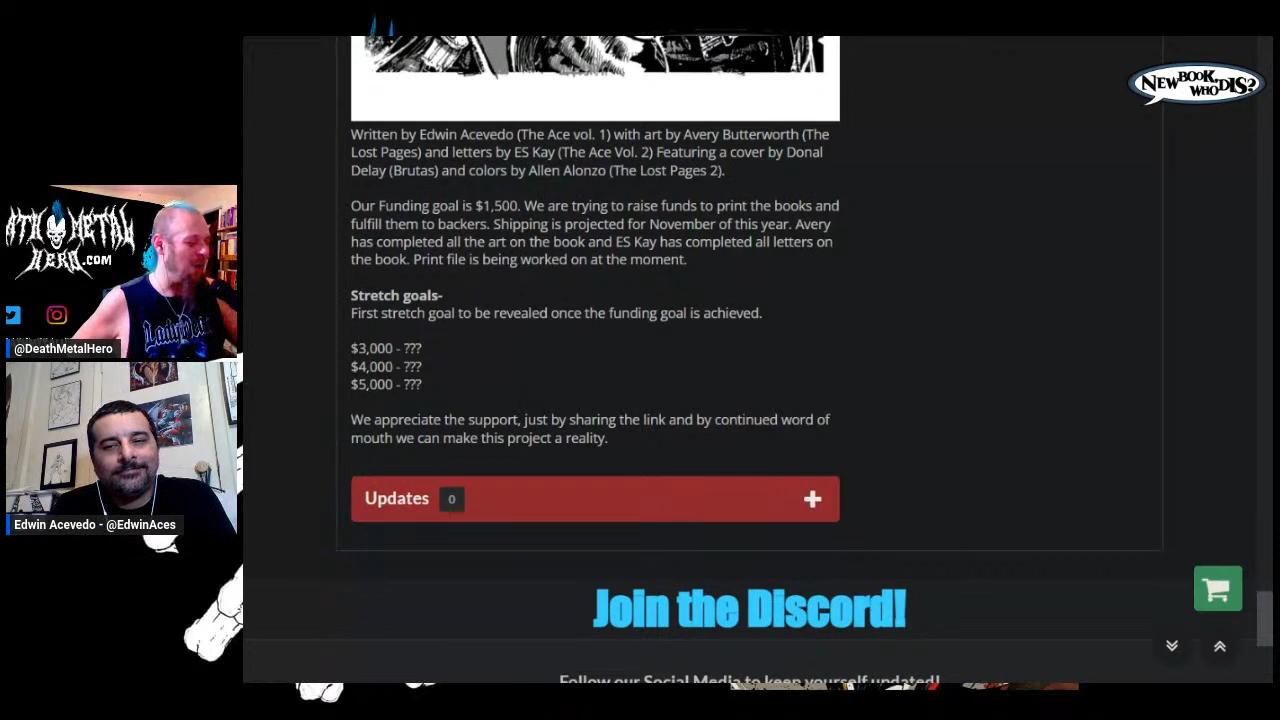 NEW BOOK, WHO DIS?
Written by Edwin Acevedo (The Ace vol. 1) with art by Avery Butterworth (The
Lost Pages) and letters by ES Kay (The Ace Vol. 2) Featuring a cover by Donal
Delay (Brutas) and colors by Allen Alonzo (The Lost Pages 2).
Our Funding goal is $1,500. We are trying to raise funds to print the books and
fulfill them to backers. Shipping is projected for November of this year. Avery
has completed all the art on the book and ES Kay has completed all letters on
the book. Print file is being worked on at the moment.
Stretch goals-
First stretch goal to be revealed once the funding goal is achieved.
$3,000 - ???
$4,000 - ???
$5,000 - ???
We appreciate the support, just by sharing the link and by continued word of
mouth we can make this project a reality.
Updates 0
Join the Discord!
Follow our Social Media to keep yourself updated!
ATH METAL
HERO.COM
@DeathMetalHero
Edwin Acevedo - @EdwinAces